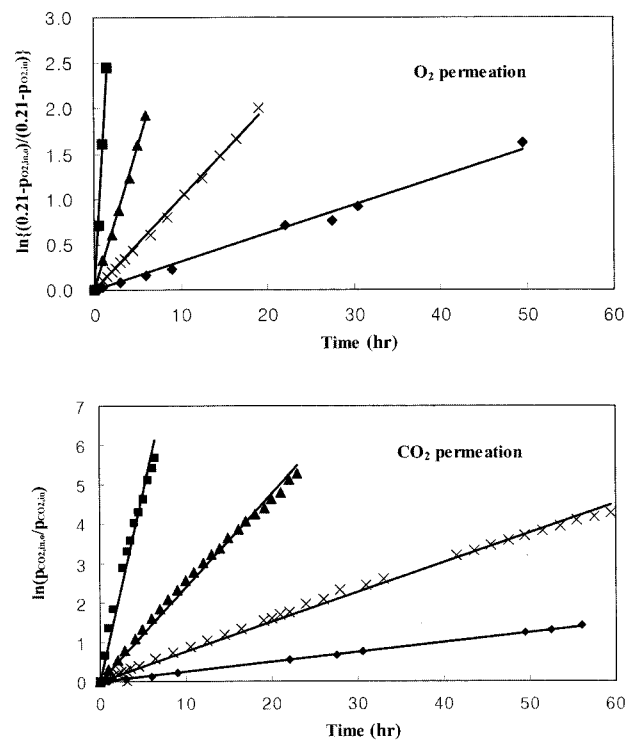 3.0
2.5
2.0
1.5
1.0
0.5
0.0
ln{(0.21-pO2,in,o)/(0.21-pO2,in)}
O2 permeation
0 10 20 30 40 50 60
Time (hr)
7
6
5
4
3
2
1
0
ln(pCO2,in,o/pCO2,in)
CO2 permeation
0 10 20 30 40 50 60
Time (hr)